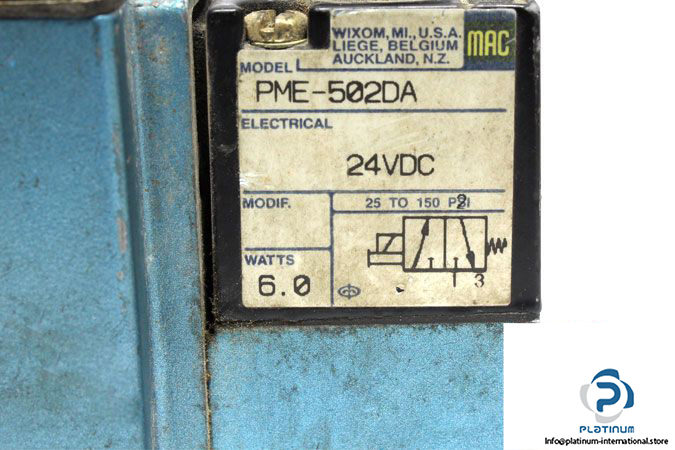 WIXOM, MI., U.S.A.
LIEGE, BELGIUM
AUCKLAND, N.Z.
MAC
MODEL
PME-502DA
ELECTRICAL
24VDC
MODIF.
25 TO 150 PSI
2
WATTS
6.0
3
PLATINUM
Info@platinum-international.store